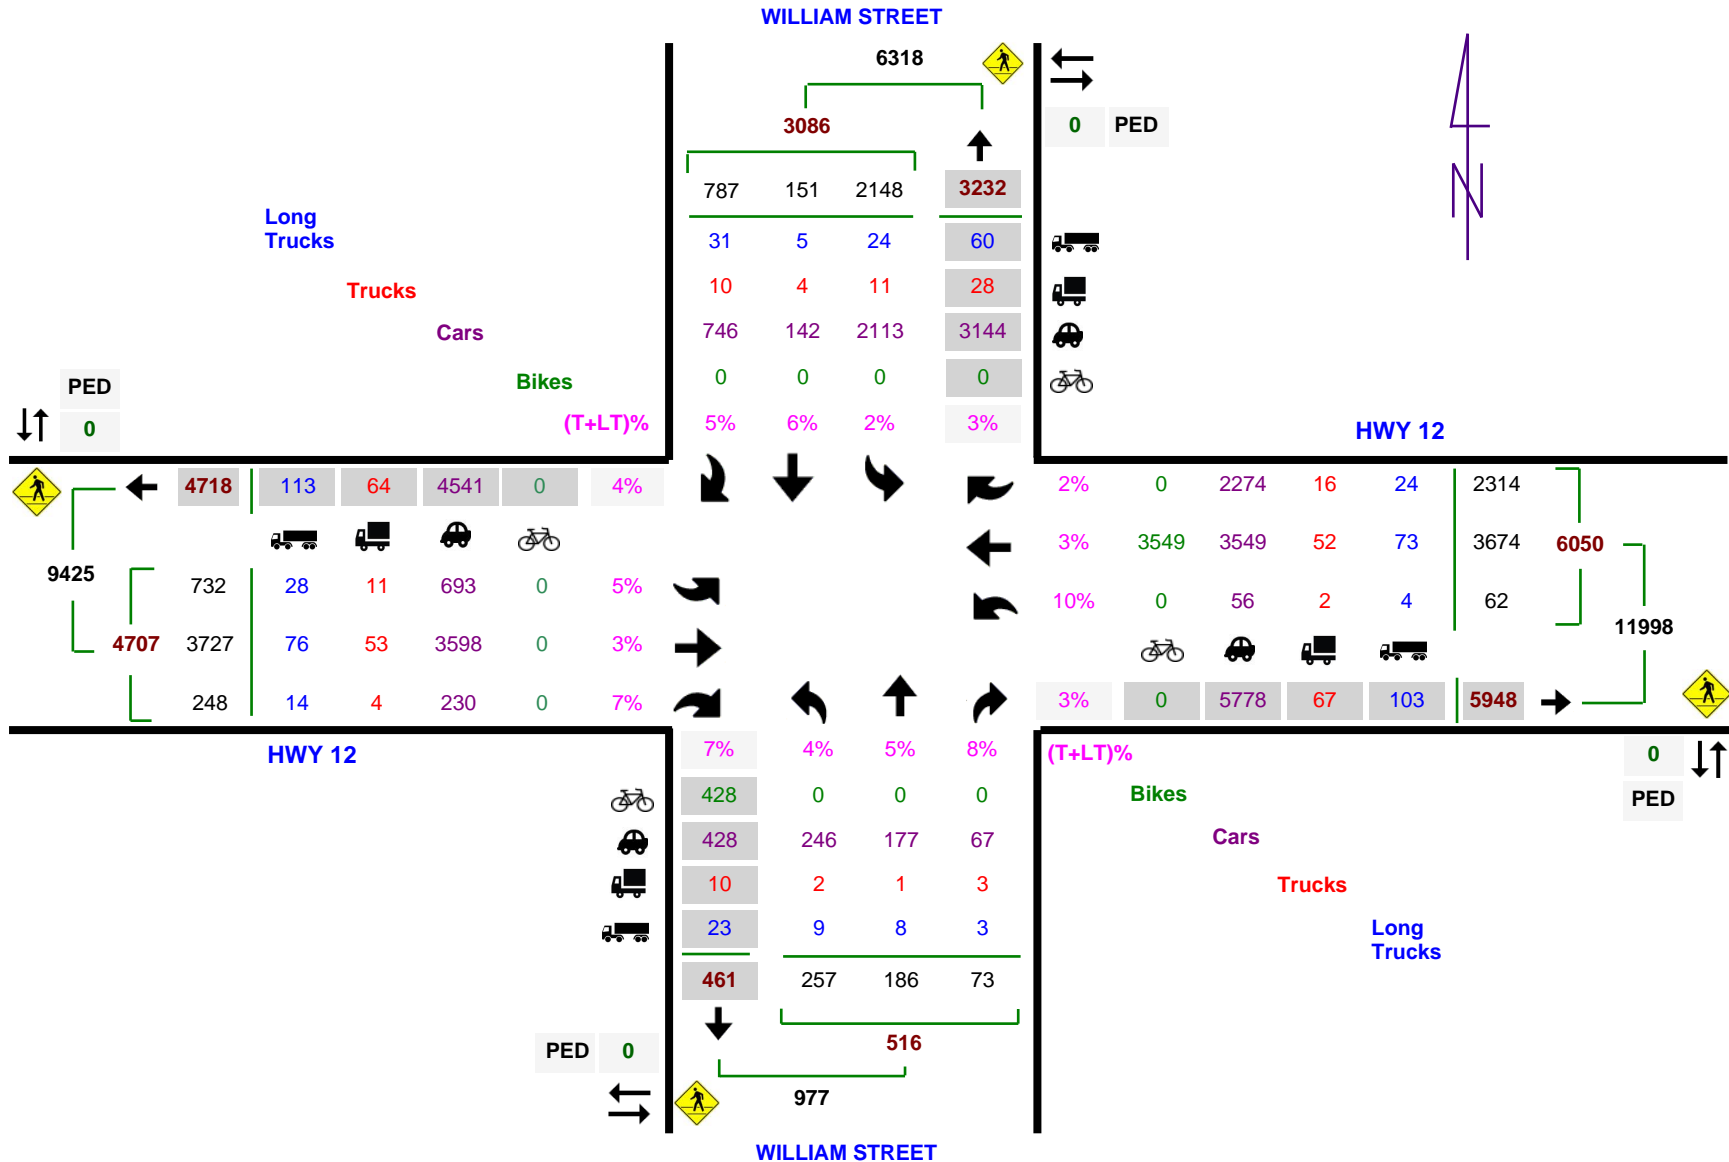 WILLIAM STREET
6318
3086
0 PED
787 151 2148 3232
Long
Trucks
31 5 24 60
Trucks
10 4 11 28
Cars
746 142 2113 3144
Bikes
0 0 0 0
PED
0
(T+LT)%
5% 6% 2% 3%
HWY 12
N
4718 113 64 4541 0 4%
2% 0 2274 16 24 2314
3% 3549 3549 52 73 3674 6050
9425
732 28 11 693 0 5%
10% 0 56 2 4 62
11998
4707 3727 76 53 3598 0 3%
248 14 4 230 0 7%
3% 0 5778 67 103 5948
HWY 12
7% 4% 5% 8%
(T+LT)%
0
PED
428 0 0 0
Bikes
428 246 177 67
Cars
10 2 1 3
Trucks
23 9 8 3
Long
Trucks
461 257 186 73
516
PED 0
977
WILLIAM STREET